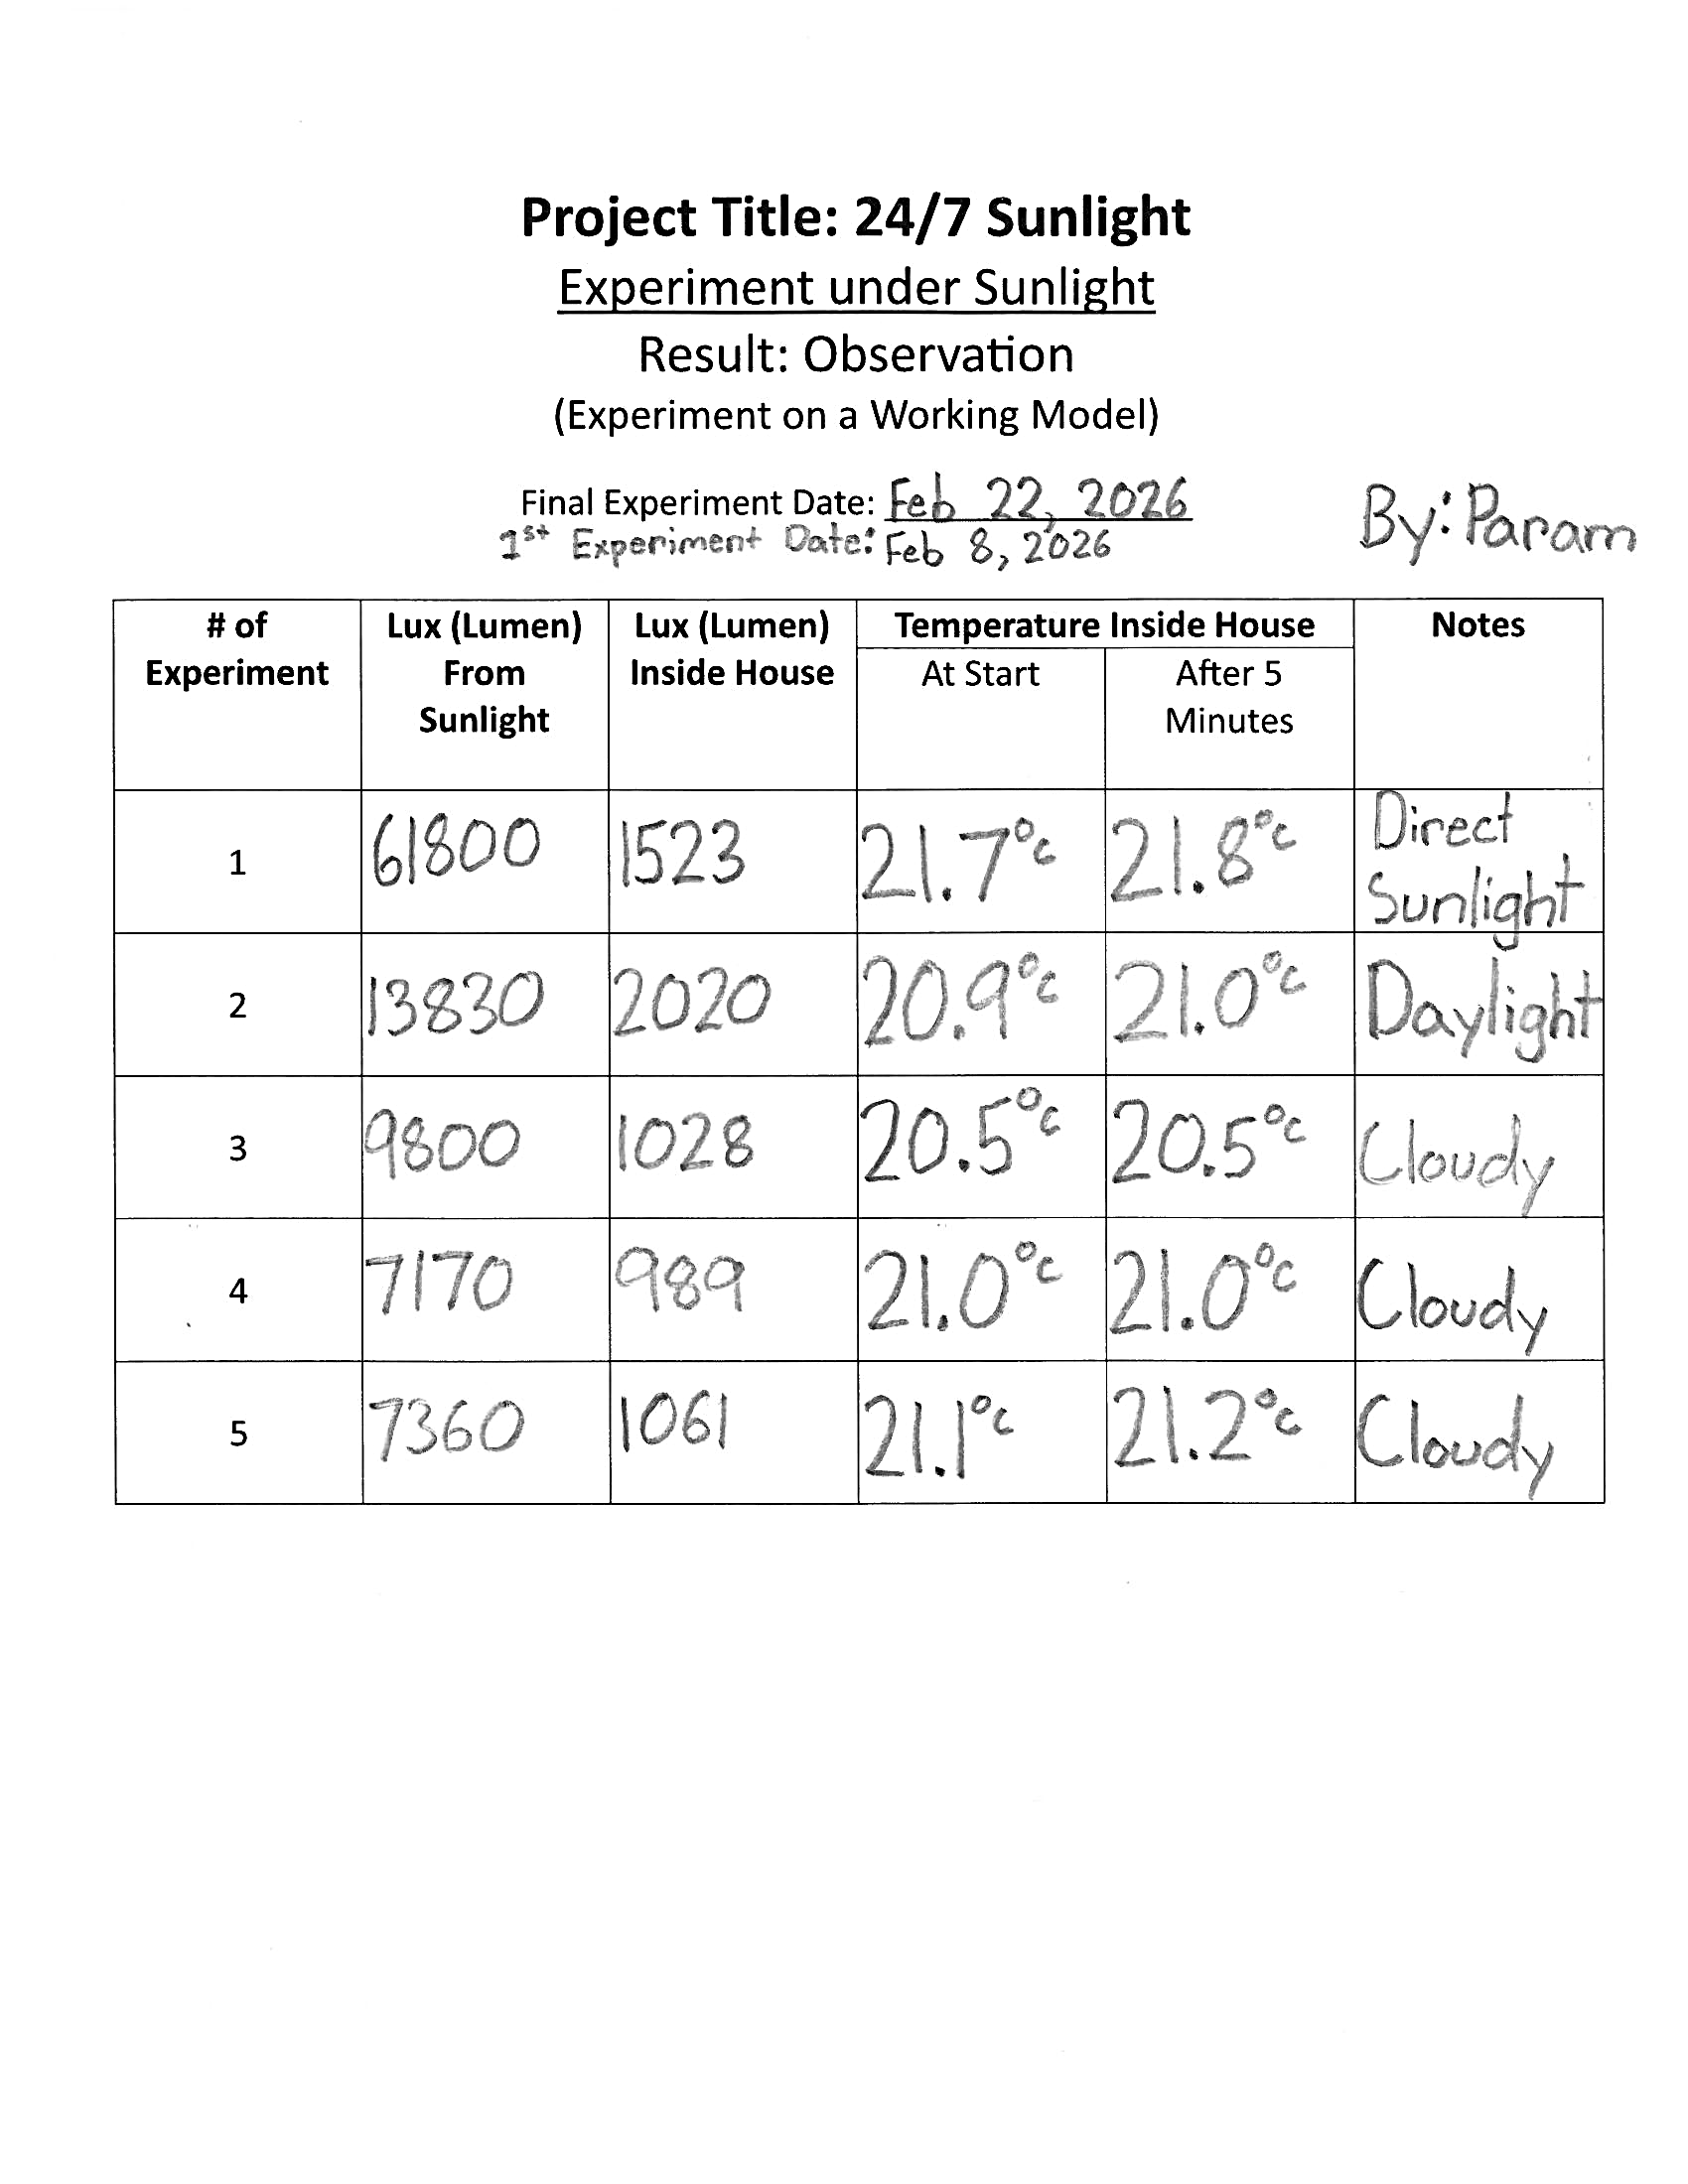 Project Title: 24/7 Sunlight
Experiment under Sunlight
Result: Observation
(Experiment on a Working Model)
Final Experiment Date: Feb 22, 2026
1st Experiment Date: Feb 8, 2026
By: Param
# of Experiment
Lux (Lumen) From Sunlight
Lux (Lumen) Inside House
Temperature Inside House
At Start
After 5 Minutes
Notes
1 61800 1523 21.7°c 21.8°c Direct Sunlight
2 13830 2020 20.9°c 21.0°c Daylight
3 9800 1028 20.5°c 20.5°c Cloudy
4 7170 989 21.0°c 21.0°c Cloudy
5 7360 1061 21.1°c 21.2°c Cloudy